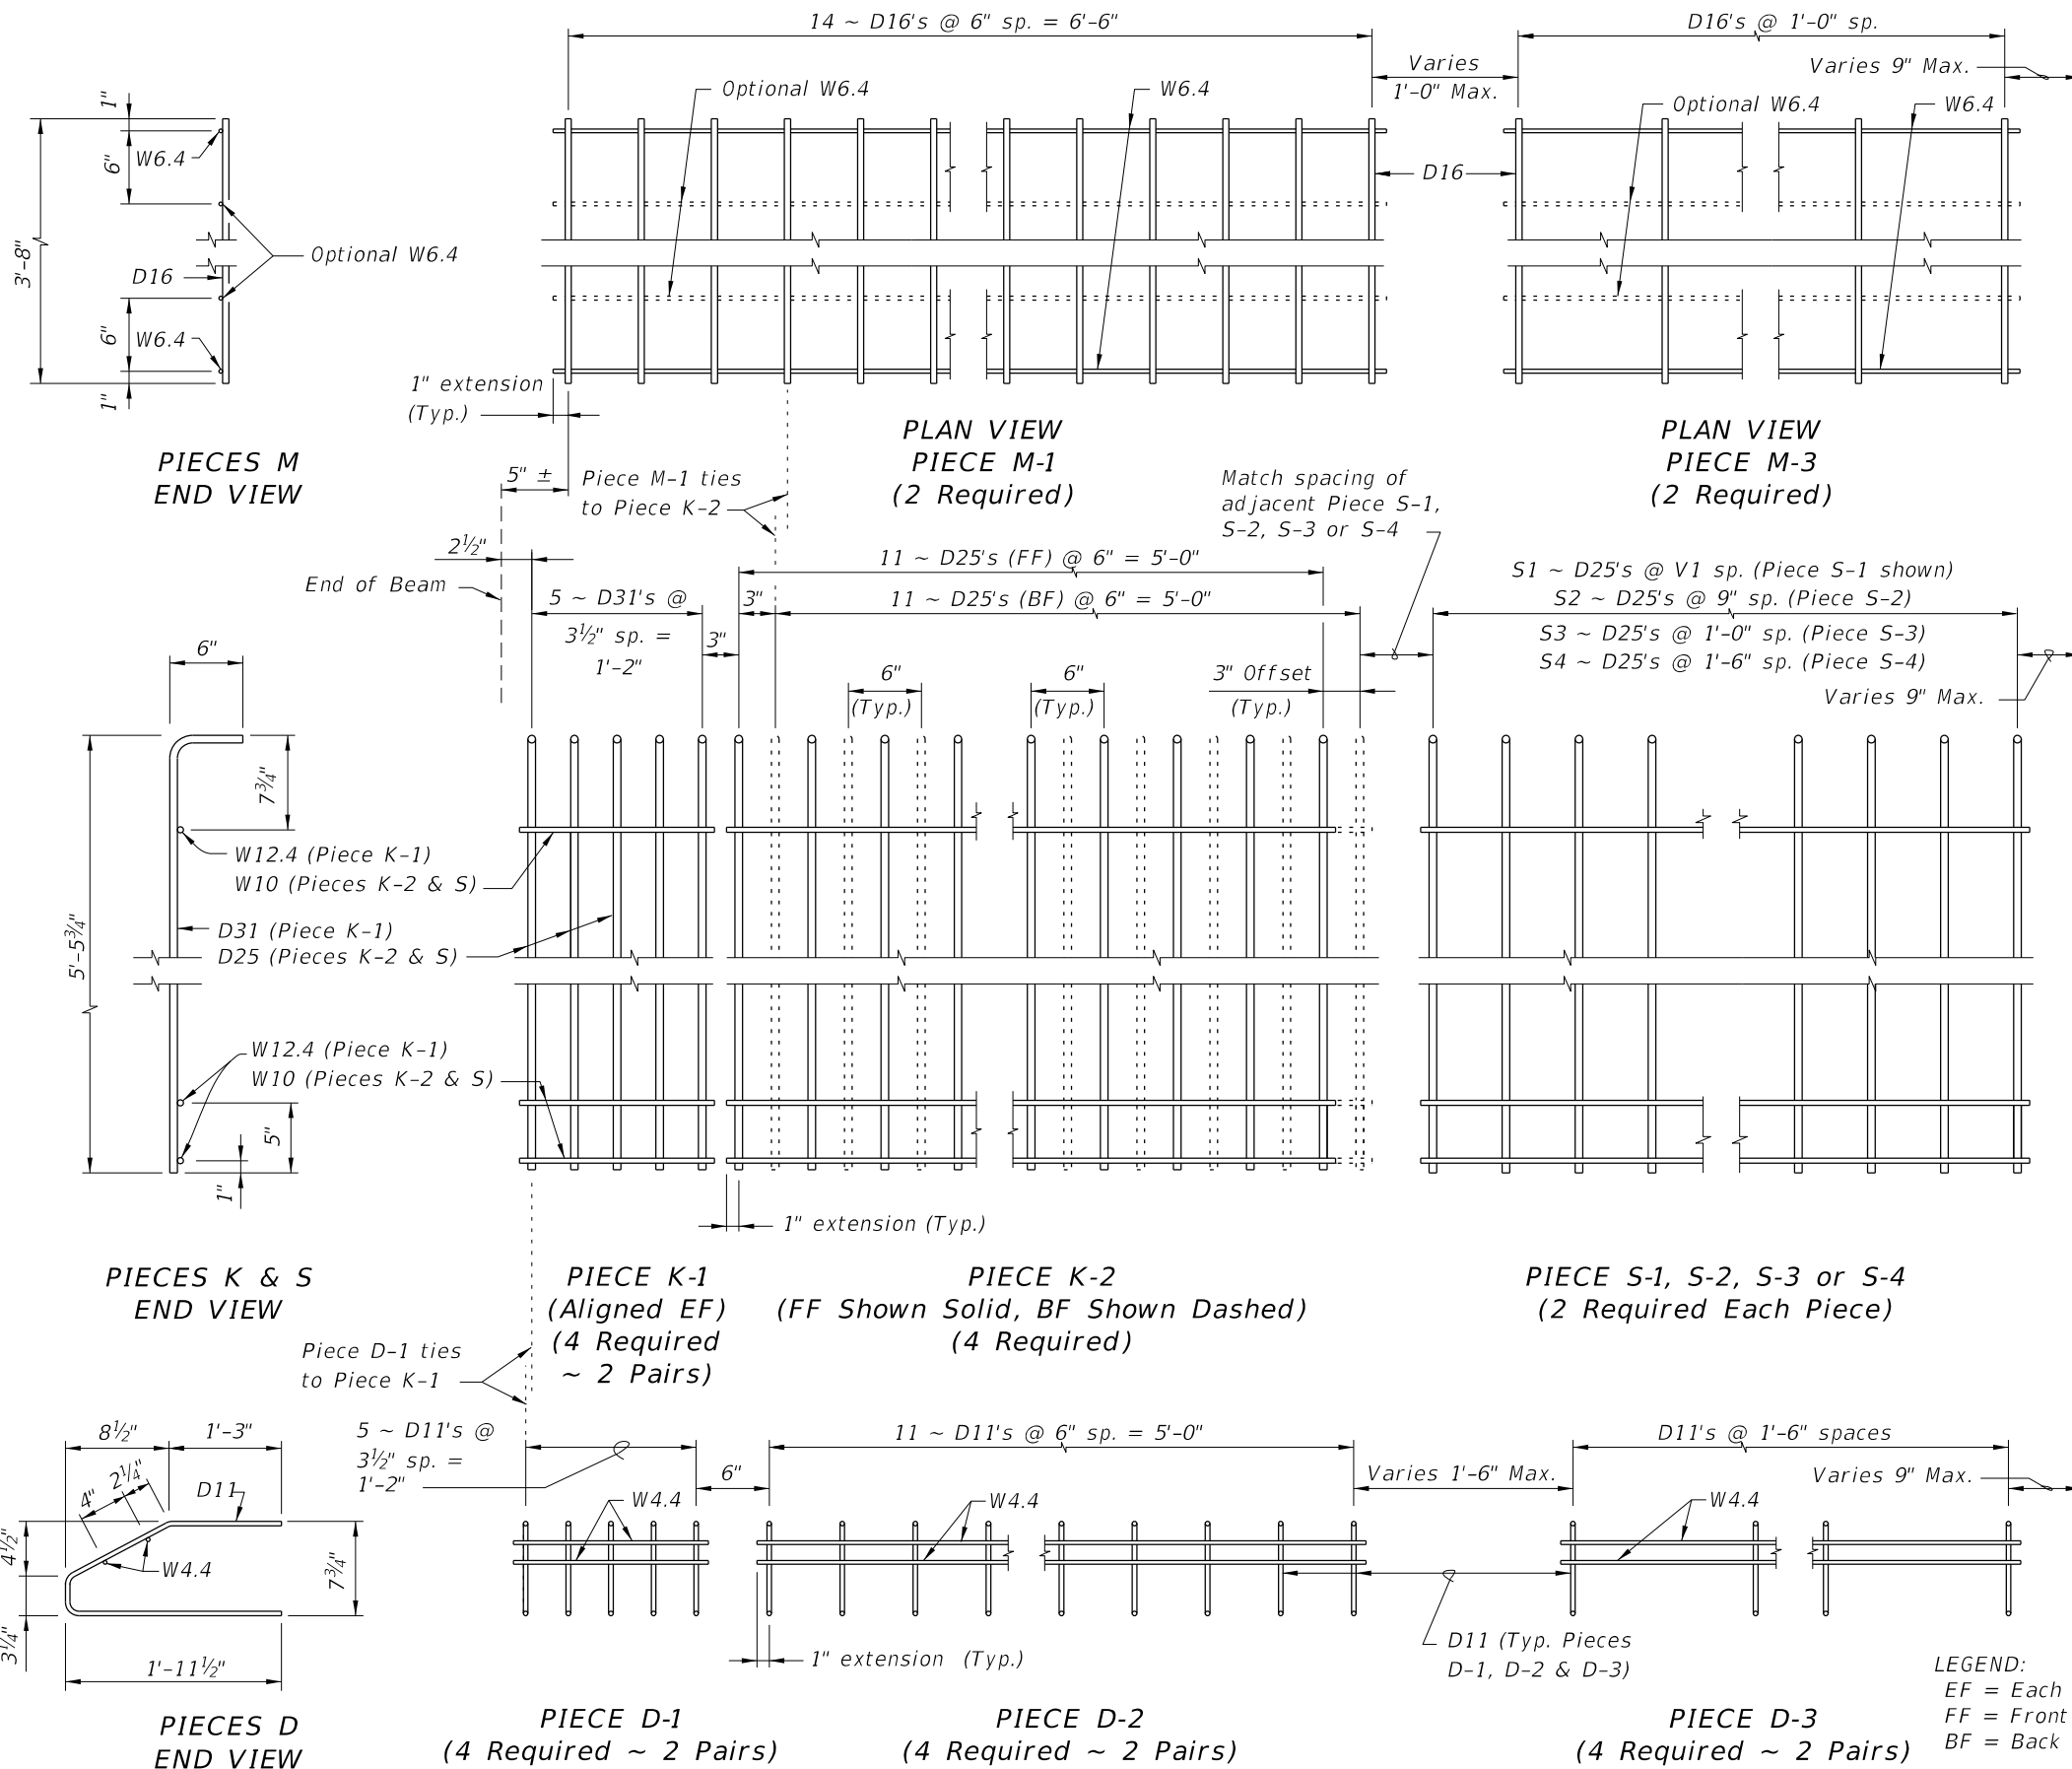 14 ~ D16's @ 6" sp. = 6'-6"
D16's @ 1'-0" sp.
Varies
1'-0" Max.
Varies 9" Max.
Optional W6.4
W6.4
Optional W6.4
W6.4
1"
6"
W6.4
3'-8"
D16
Optional W6.4
D16
6"
W6.4
1"
1" extension
(Typ.)
PIECES M
END VIEW
PLAN VIEW
PIECE M-1
(2 Required)
PLAN VIEW
PIECE M-3
(2 Required)
5" ±
Piece M-1 ties
to Piece K-2
Match spacing of
adjacent Piece S-1,
S-2, S-3 or S-4
2½"
End of Beam
11 ~ D25's (FF) @ 6" = 5'-0"
5 ~ D31's @
3½" sp. =
1'-2"
3"
3"
11 ~ D25's (BF) @ 6" = 5'-0"
S1 ~ D25's @ V1 sp. (Piece S-1 shown)
S2 ~ D25's @ 9" sp. (Piece S-2)
S3 ~ D25's @ 1'-0" sp. (Piece S-3)
S4 ~ D25's @ 1'-6" sp. (Piece S-4)
Varies 9" Max.
6"
6"
(Typ.)
6"
(Typ.)
3" Offset
(Typ.)
7¾"
W12.4 (Piece K-1)
W10 (Pieces K-2 & S)
D31 (Piece K-1)
D25 (Pieces K-2 & S)
5'-5¾"
W12.4 (Piece K-1)
W10 (Pieces K-2 & S)
5"
1"
1" extension (Typ.)
PIECES K & S
END VIEW
PIECE K-1
(Aligned EF)
(4 Required
~ 2 Pairs)
PIECE K-2
(FF Shown Solid, BF Shown Dashed)
(4 Required)
PIECE S-1, S-2, S-3 or S-4
(2 Required Each Piece)
Piece D-1 ties
to Piece K-1
8½"
1'-3"
4"
2¼"
D11
4½"
W4.4
7¾"
3¼"
1'-11½"
5 ~ D11's @
3½" sp. =
1'-2"
6"
11 ~ D11's @ 6" sp. = 5'-0"
Varies 1'-6" Max.
D11's @ 1'-6" spaces
Varies 9" Max.
W4.4
W4.4
W4.4
1" extension (Typ.)
D11 (Typ. Pieces
D-1, D-2 & D-3)
LEGEND:
EF = Each
FF = Front
BF = Back
PIECES D
END VIEW
PIECE D-1
(4 Required ~ 2 Pairs)
PIECE D-2
(4 Required ~ 2 Pairs)
PIECE D-3
(4 Required ~ 2 Pairs)